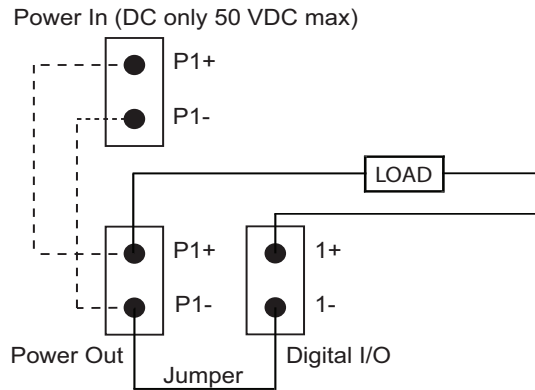 Power In (DC only 50 VDC max)
P1+
P1-
LOAD
P1+
1+
P1-
1-
Power Out
Digital I/O
Jumper